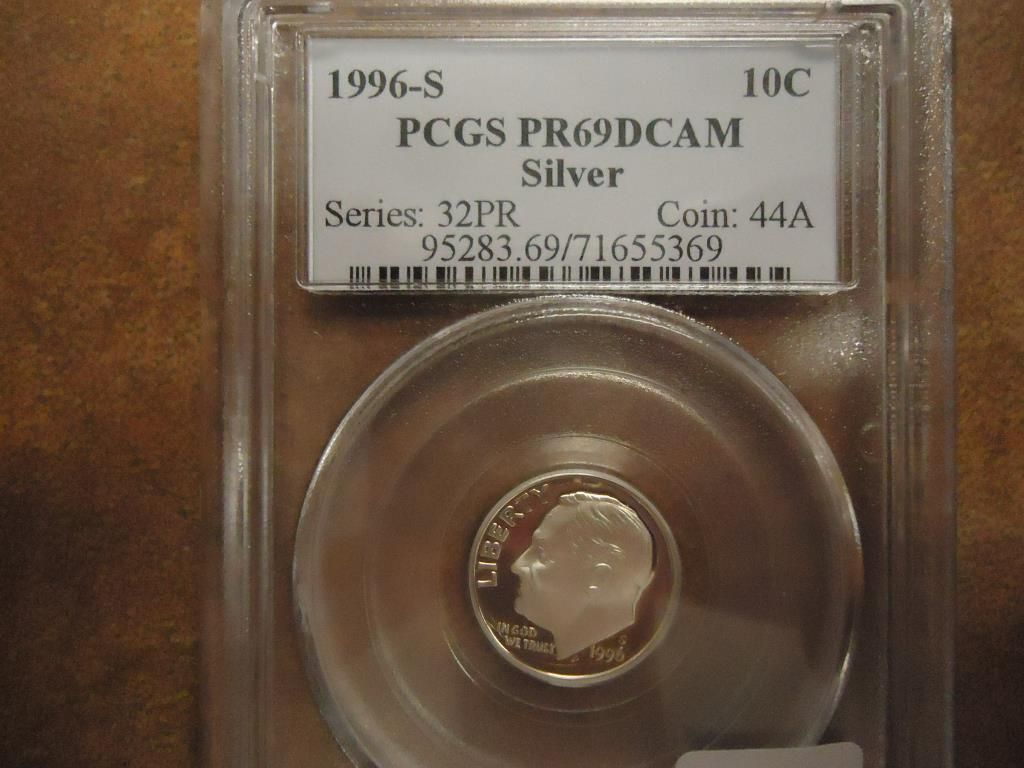 1996-S 10C
PCGS PR69DCAM
Silver
Series: 32PR Coin: 44A
95283.69/71655369
LIBERTY
IN GOD
WE TRUST
S
1996